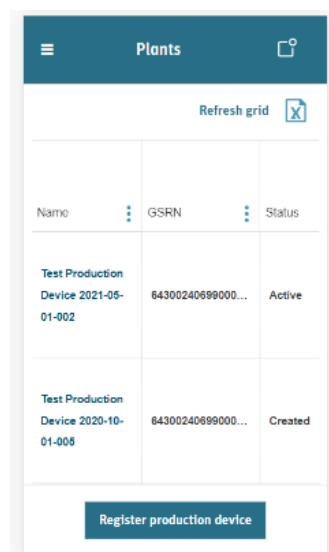 Plants
Refresh grid
Name GSRN Status
Test Production
Device 2021-05-
01-002
64300240699000... Active
Test Production
Device 2020-10-
01-005
64300240699000... Created
Register production device